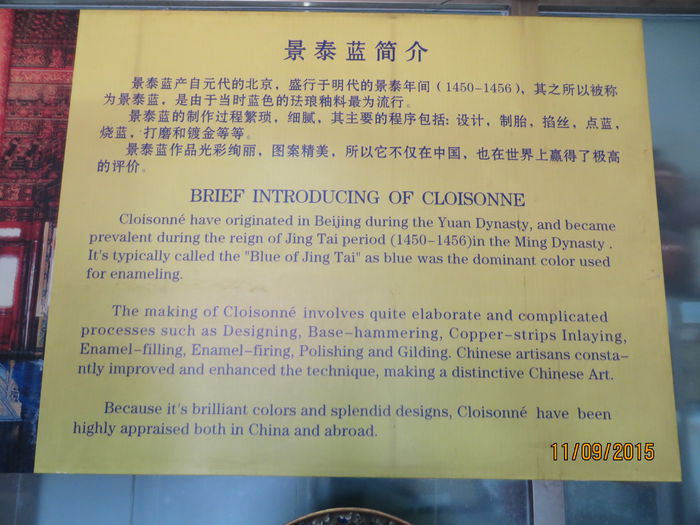 景泰蓝简介
景泰蓝产自元代的北京，盛行于明代的景泰年间（1450-1456），其之所以被称
为景泰蓝，是由于当时蓝色的珐琅釉料最为流行。
景泰蓝的制作过程繁琐，细腻，其主要的程序包括：设计，制胎，掐丝，点蓝，
烧蓝，打磨和镀金等等。
景泰蓝作品光彩绚丽，图案精美，所以它不仅在中国，也在世界上赢得了极高
的评价。
BRIEF INTRODUCING OF CLOISONNE
Cloisonné have originated in Beijing during the Yuan Dynasty, and became
prevalent during the reign of Jing Tai period (1450-1456)in the Ming Dynasty .
It's typically called the "Blue of Jing Tai" as blue was the dominant color used
for enameling.
The making of Cloisonné involves quite elaborate and complicated
processes such as Designing, Base-hammering, Copper-strips Inlaying,
Enamel-filling, Enamel-firing, Polishing and Gilding. Chinese artisans consta-
ntly improved and enhanced the technique, making a distinctive Chinese Art.
Because it's brilliant colors and splendid designs, Cloisonné have been
highly appraised both in China and abroad.
11/09/2015